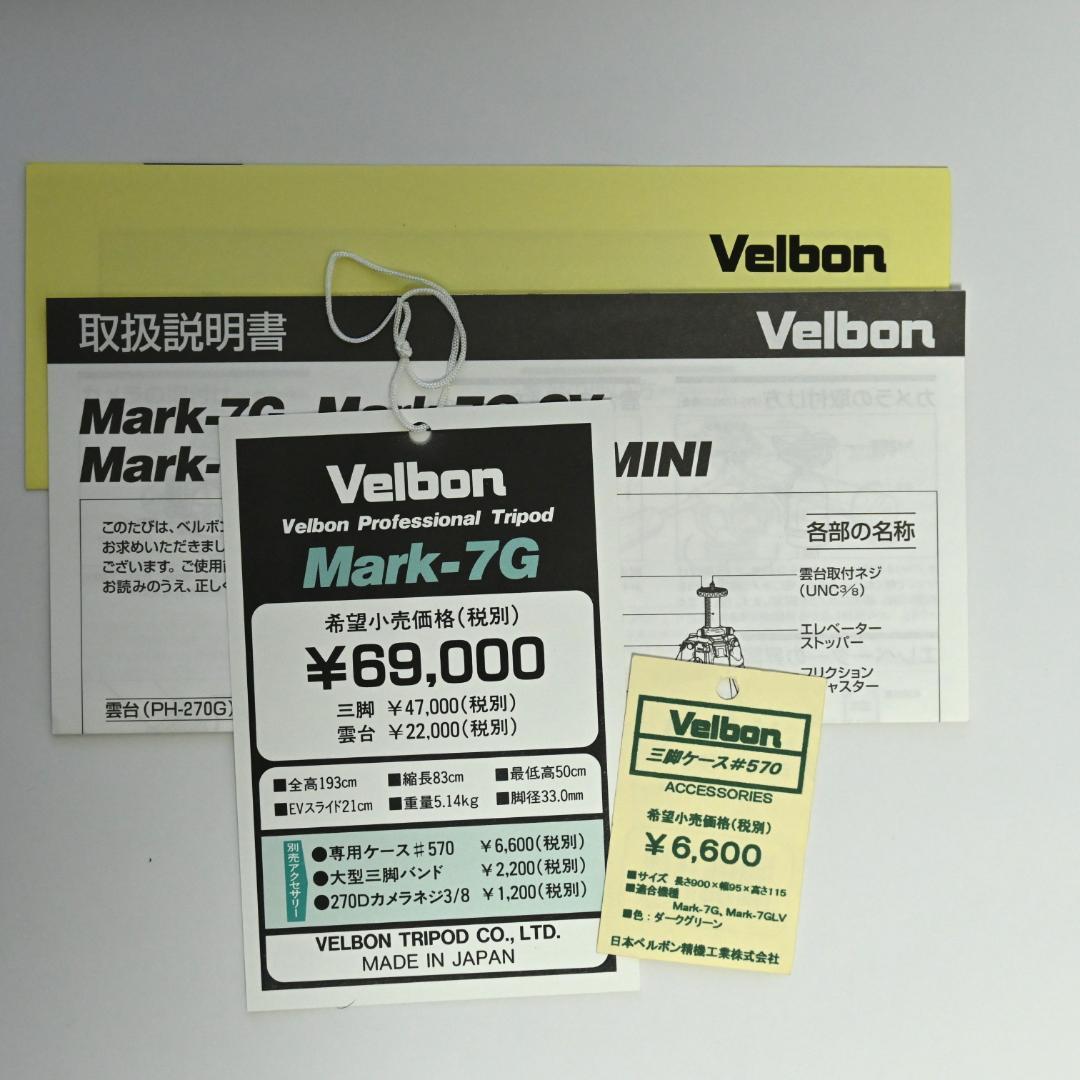 Velbon
取扱説明書
Velbon
Mark-7G
Mark-
MINI
このたびは、ベルボン
お求めいただきまし
ございます。ご使用
お読みのうえ、正し
各部の名称
雲台取付ネジ
(UNC3/8)
エレベーター
ストッパー
フリクション
ャスター
雲台(PH-270G)
Velbon
Velbon Professional Tripod
Mark-7G
希望小売価格(税別)
¥69,000
三脚 ¥47,000(税別)
雲台 ¥22,000(税別)
■全高193cm ■縮長83cm ■最低高50cm
■EVスライド21cm ■重量5.14kg ■脚径33.0mm
別売アクセサリー
●専用ケース♯570 ¥6,600(税別)
●大型三脚バンド ¥2,200(税別)
●270Dカメラネジ3/8 ¥1,200(税別)
VELBON TRIPOD CO., LTD.
MADE IN JAPAN
Velbon
三脚ケース#570
ACCESSORIES
希望小売価格(税別)
¥6,600
■サイズ 長さ900×幅95×高さ115
■適合機種
Mark-7G、Mark-7GLV
■色:ダークグリーン
日本ベルボン精機工業株式会社